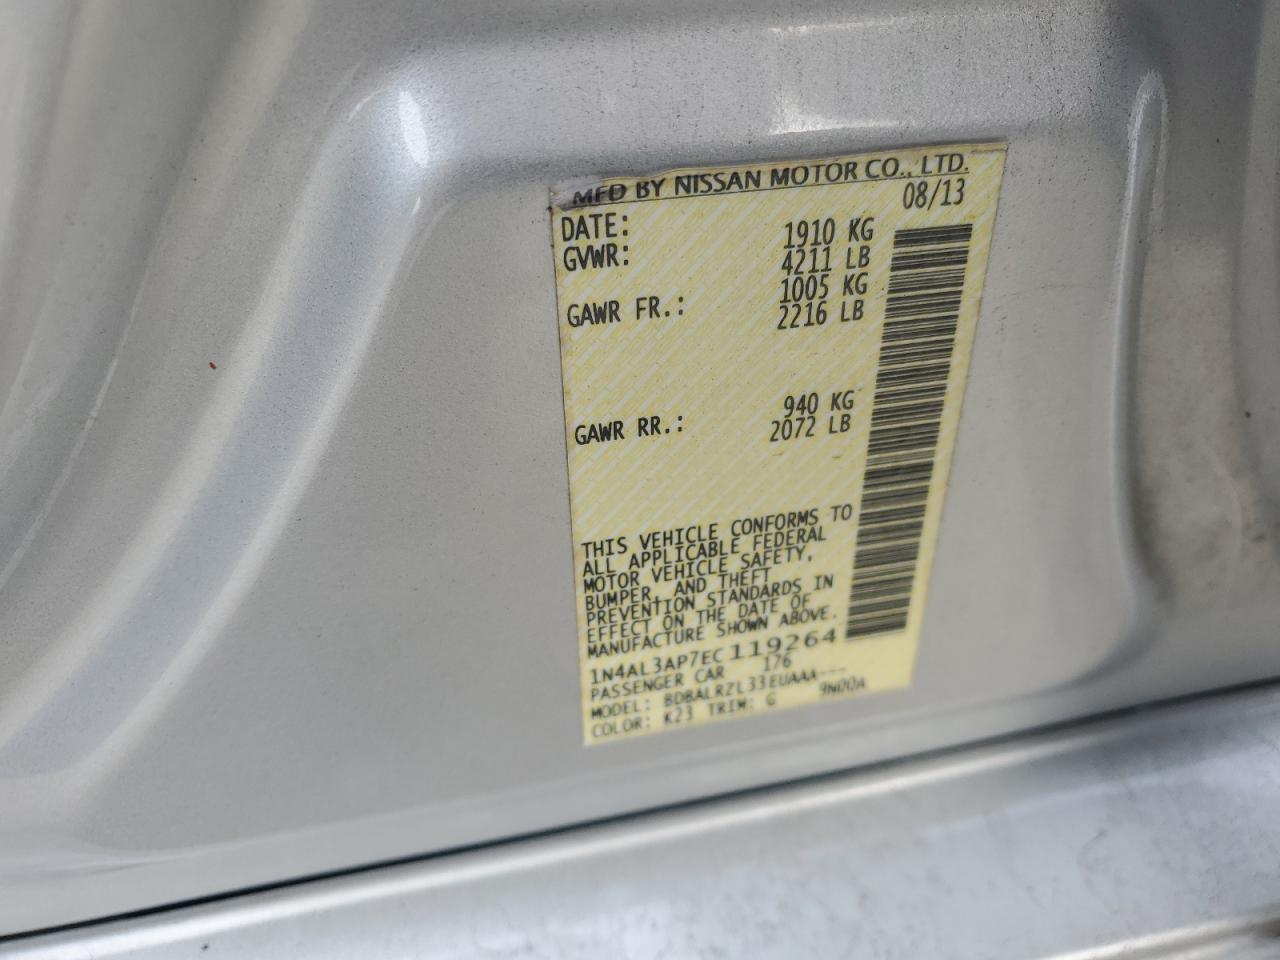 MFD BY NISSAN MOTOR CO., LTD.
DATE: 08/13
GVWR: 1910 KG
4211 LB
GAWR FR.: 1005 KG
2216 LB
GAWR RR.: 940 KG
2072 LB
THIS VEHICLE CONFORMS TO
ALL APPLICABLE FEDERAL
MOTOR VEHICLE SAFETY,
BUMPER, AND THEFT
PREVENTION STANDARDS IN
EFFECT ON THE DATE OF
MANUFACTURE SHOWN ABOVE.
1N4AL3AP7EC119264
PASSENGER CAR 176
MODEL: BDBALRZL33EUAAA---
COLOR: K23 TRIM: G 9N00A